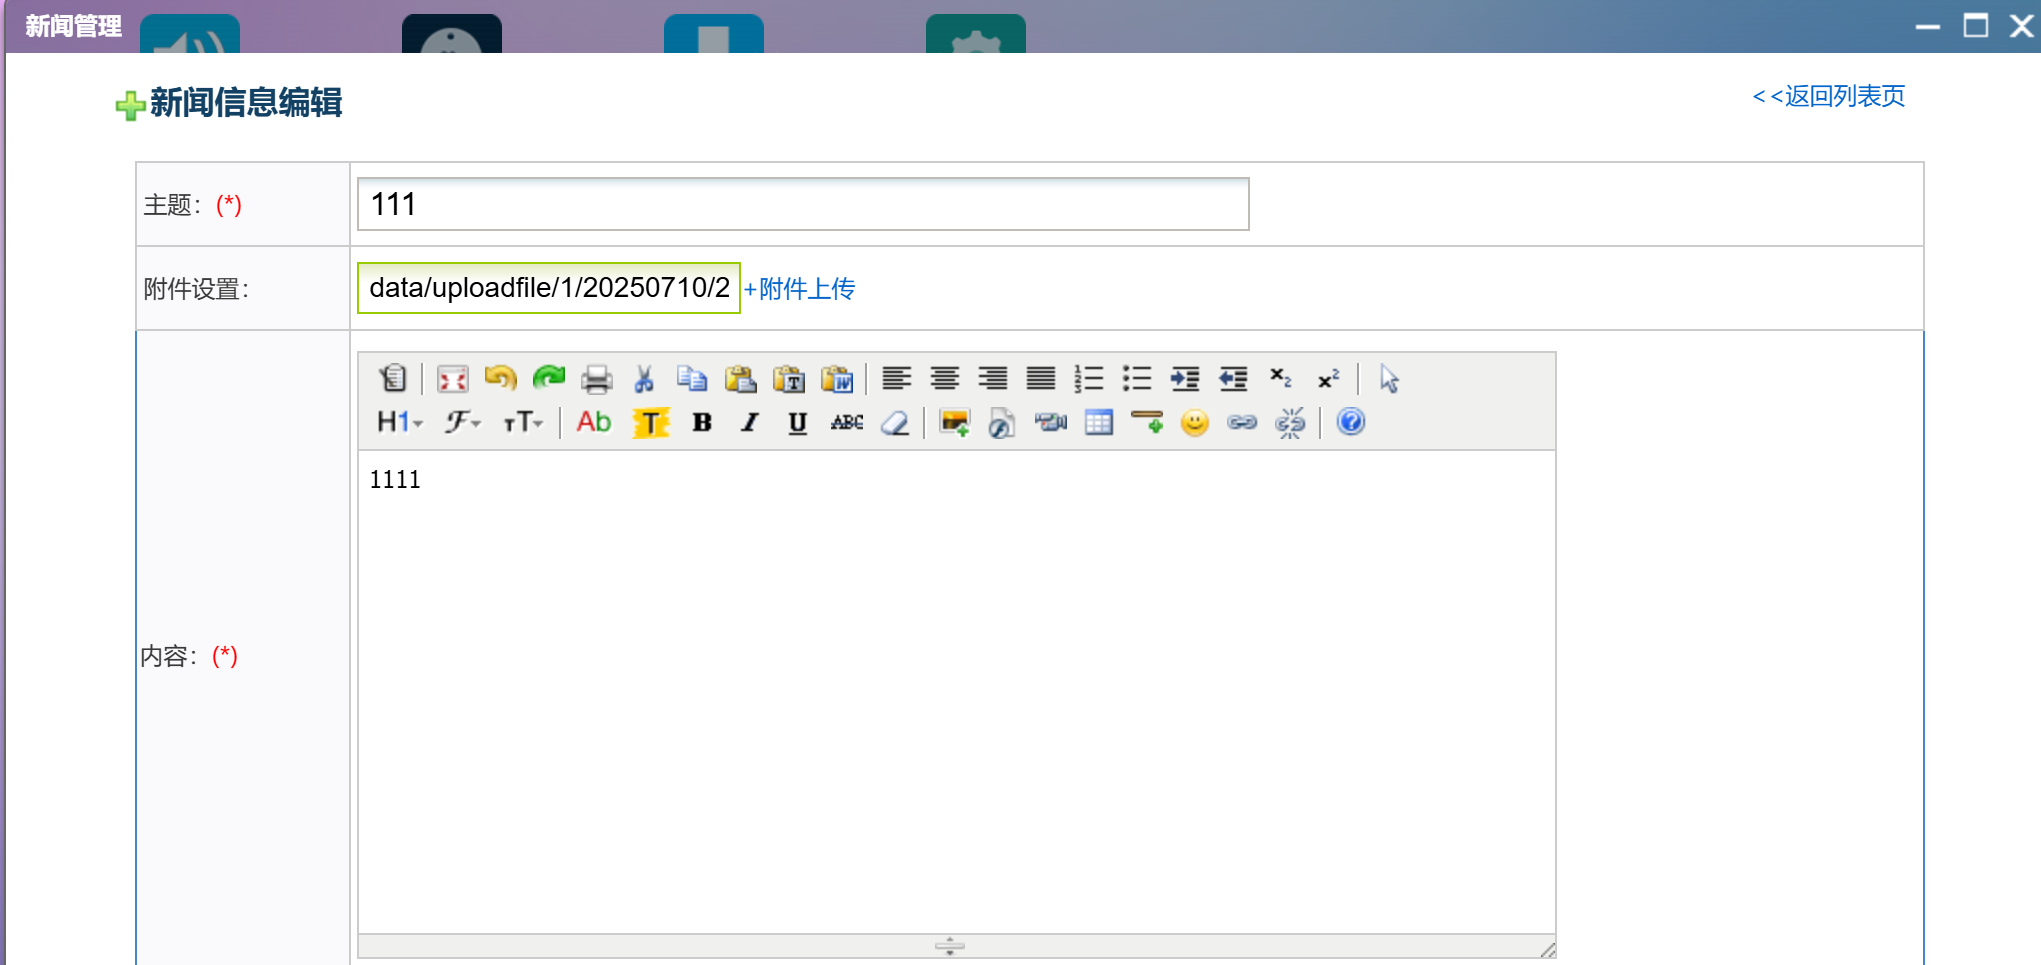 新闻管理
新闻信息编辑
<<返回列表页
主题：(*)
111
附件设置：
data/uploadfile/1/20250710/2
+附件上传
H1 F тT Ab T B I U ABC
1111
内容：(*)